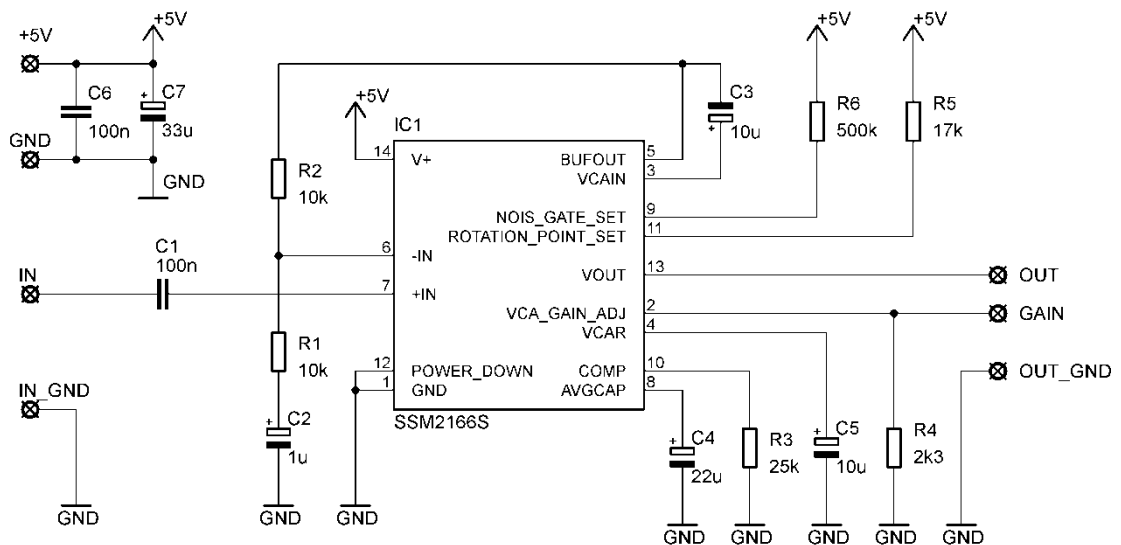 +5V
+5V
+5V
+5V
C6
100n
+
C7
33u
GND
GND
+5V
C3
+
10u
R6
500k
R5
17k
IC1
14
V+
BUFOUT
5
VCAIN
3
R2
10k
NOIS_GATE_SET
9
ROTATION_POINT_SET
11
C1
100n
6
-IN
IN
7
+IN
VOUT
13
OUT
VCA_GAIN_ADJ
2
GAIN
VCAR
4
R1
10k
12
POWER_DOWN
COMP
10
OUT_GND
1
GND
AVGCAP
8
IN_GND
SSM2166S
+
C2
1u
+
C4
22u
R3
25k
+
C5
10u
R4
2k3
GND
GND
GND
GND
GND
GND
GND
GND